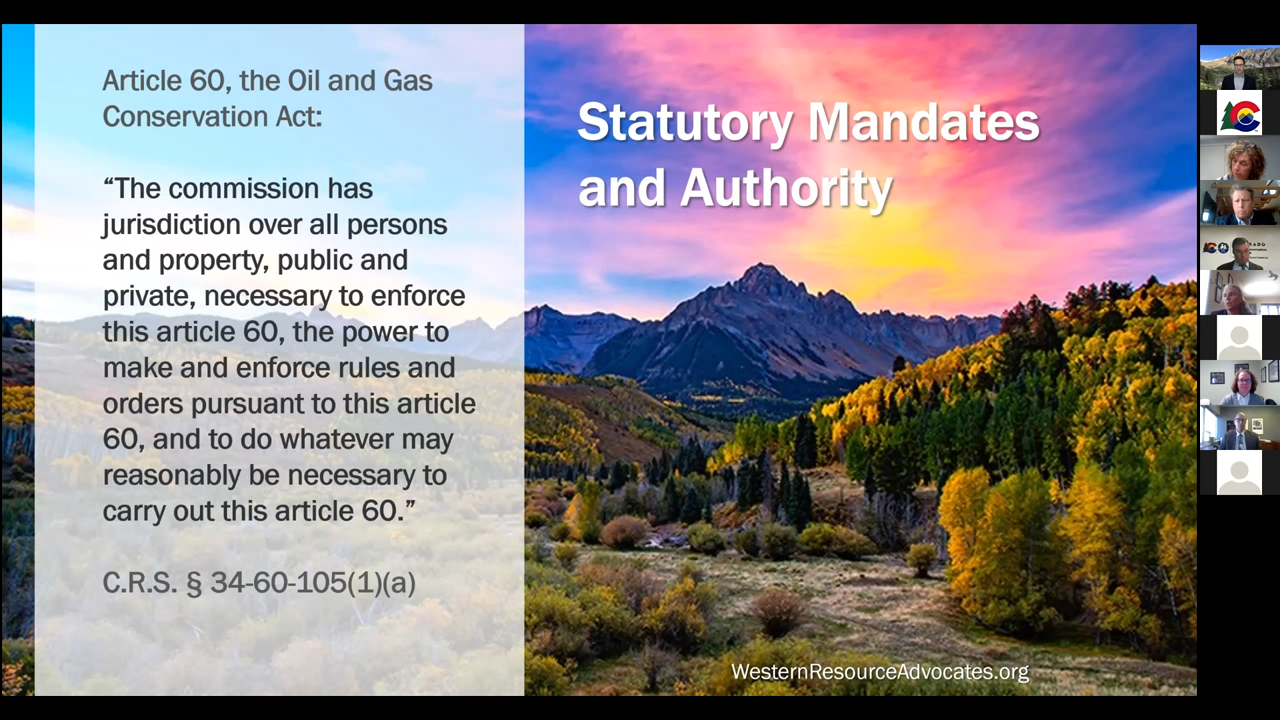 Article 60, the Oil and Gas
Conservation Act:
“The commission has
jurisdiction over all persons
and property, public and
private, necessary to enforce
this article 60, the power to
make and enforce rules and
orders pursuant to this article
60, and to do whatever may
reasonably be necessary to
carry out this article 60.”
C.R.S. § 34-60-105(1)(a)
Statutory Mandates
and Authority
WesternResourceAdvocates.org